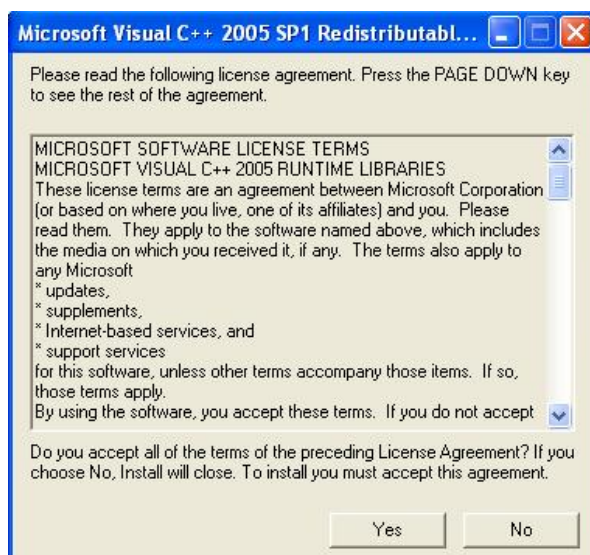 Microsoft Visual C++ 2005 SP1 Redistributabl...
Please read the following license agreement. Press the PAGE DOWN key
to see the rest of the agreement.
MICROSOFT SOFTWARE LICENSE TERMS
MICROSOFT VISUAL C++ 2005 RUNTIME LIBRARIES
These license terms are an agreement between Microsoft Corporation
(or based on where you live, one of its affiliates) and you.  Please
read them.  They apply to the software named above, which includes
the media on which you received it, if any.  The terms also apply to
any Microsoft
* updates,
* supplements,
* Internet-based services, and
* support services
for this software, unless other terms accompany those items.  If so,
those terms apply.
By using the software, you accept these terms.  If you do not accept
Do you accept all of the terms of the preceding License Agreement? If you
choose No, Install will close. To install you must accept this agreement.
Yes No